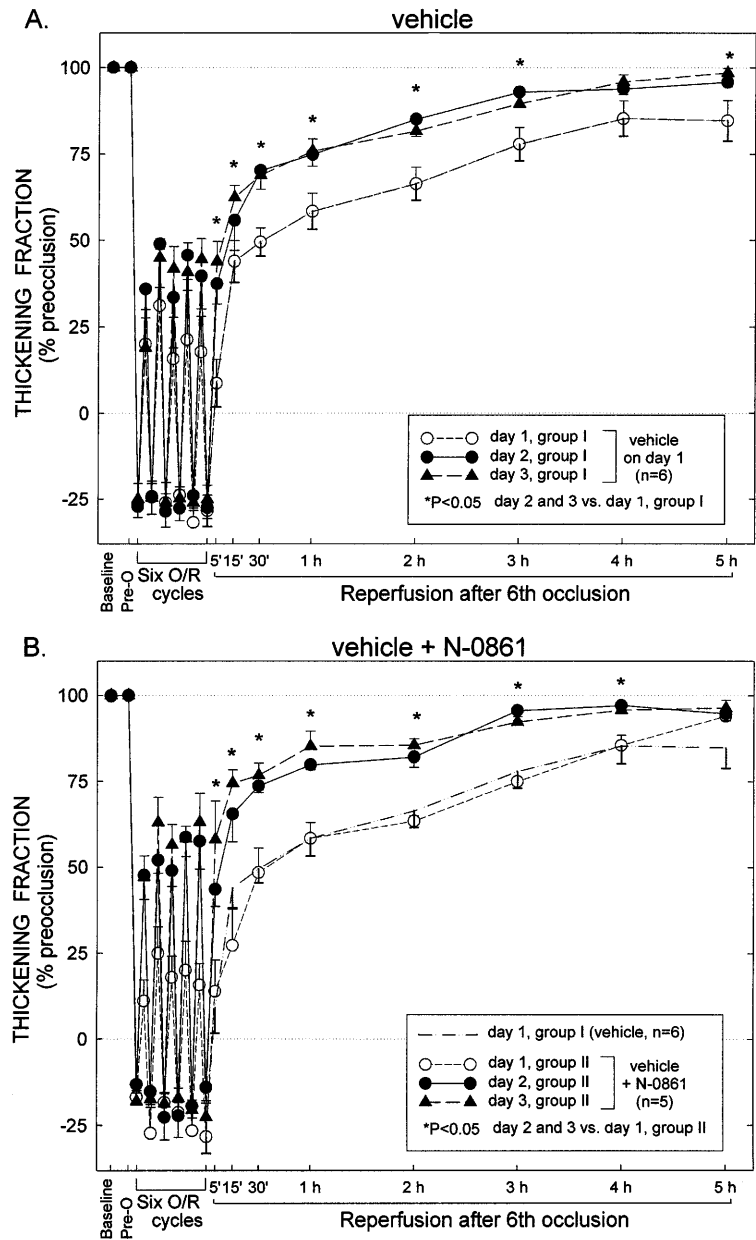 A.
vehicle
THICKENING FRACTION
(% preocclusion)
100
75
50
25
0
-25
*
*
*
*
*
*
*
day 1, group I
day 2, group I
day 3, group I
vehicle
on day 1
(n=6)
*P<0.05 day 2 and 3 vs. day 1, group I
Baseline
Pre-O
Six O/R
cycles
5' 15' 30' 1 h 2 h 3 h 4 h 5 h
Reperfusion after 6th occlusion
B.
vehicle + N-0861
THICKENING FRACTION
(% preocclusion)
100
75
50
25
0
-25
*
*
*
*
*
*
*
day 1, group I (vehicle, n=6)
day 1, group II
day 2, group II
day 3, group II
vehicle
+ N-0861
(n=5)
*P<0.05 day 2 and 3 vs. day 1, group II
Baseline
Pre-O
Six O/R
cycles
5' 15' 30' 1 h 2 h 3 h 4 h 5 h
Reperfusion after 6th occlusion